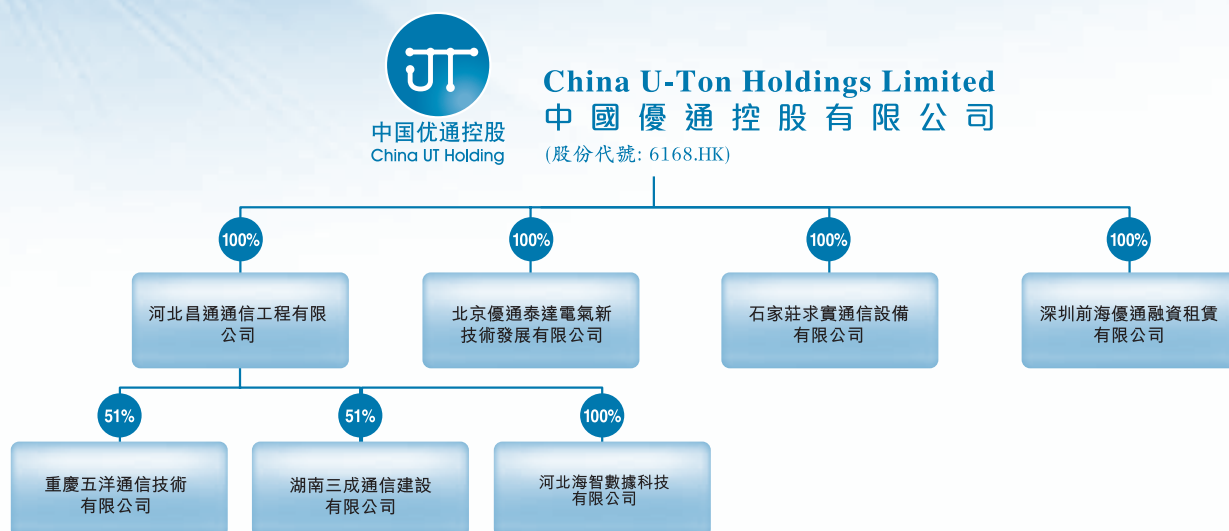 UT
中国优通控股
China UT Holding
China U-Ton Holdings Limited
中國優通控股有限公司
(股份代號: 6168.HK)
100%
100%
100%
100%
河北昌通通信工程有限
公司
北京優通泰達電氣新
技術發展有限公司
石家莊求實通信設備
有限公司
深圳前海優通融資租賃
有限公司
51%
51%
100%
重慶五洋通信技術
有限公司
湖南三成通信建設
有限公司
河北海智數據科技
有限公司